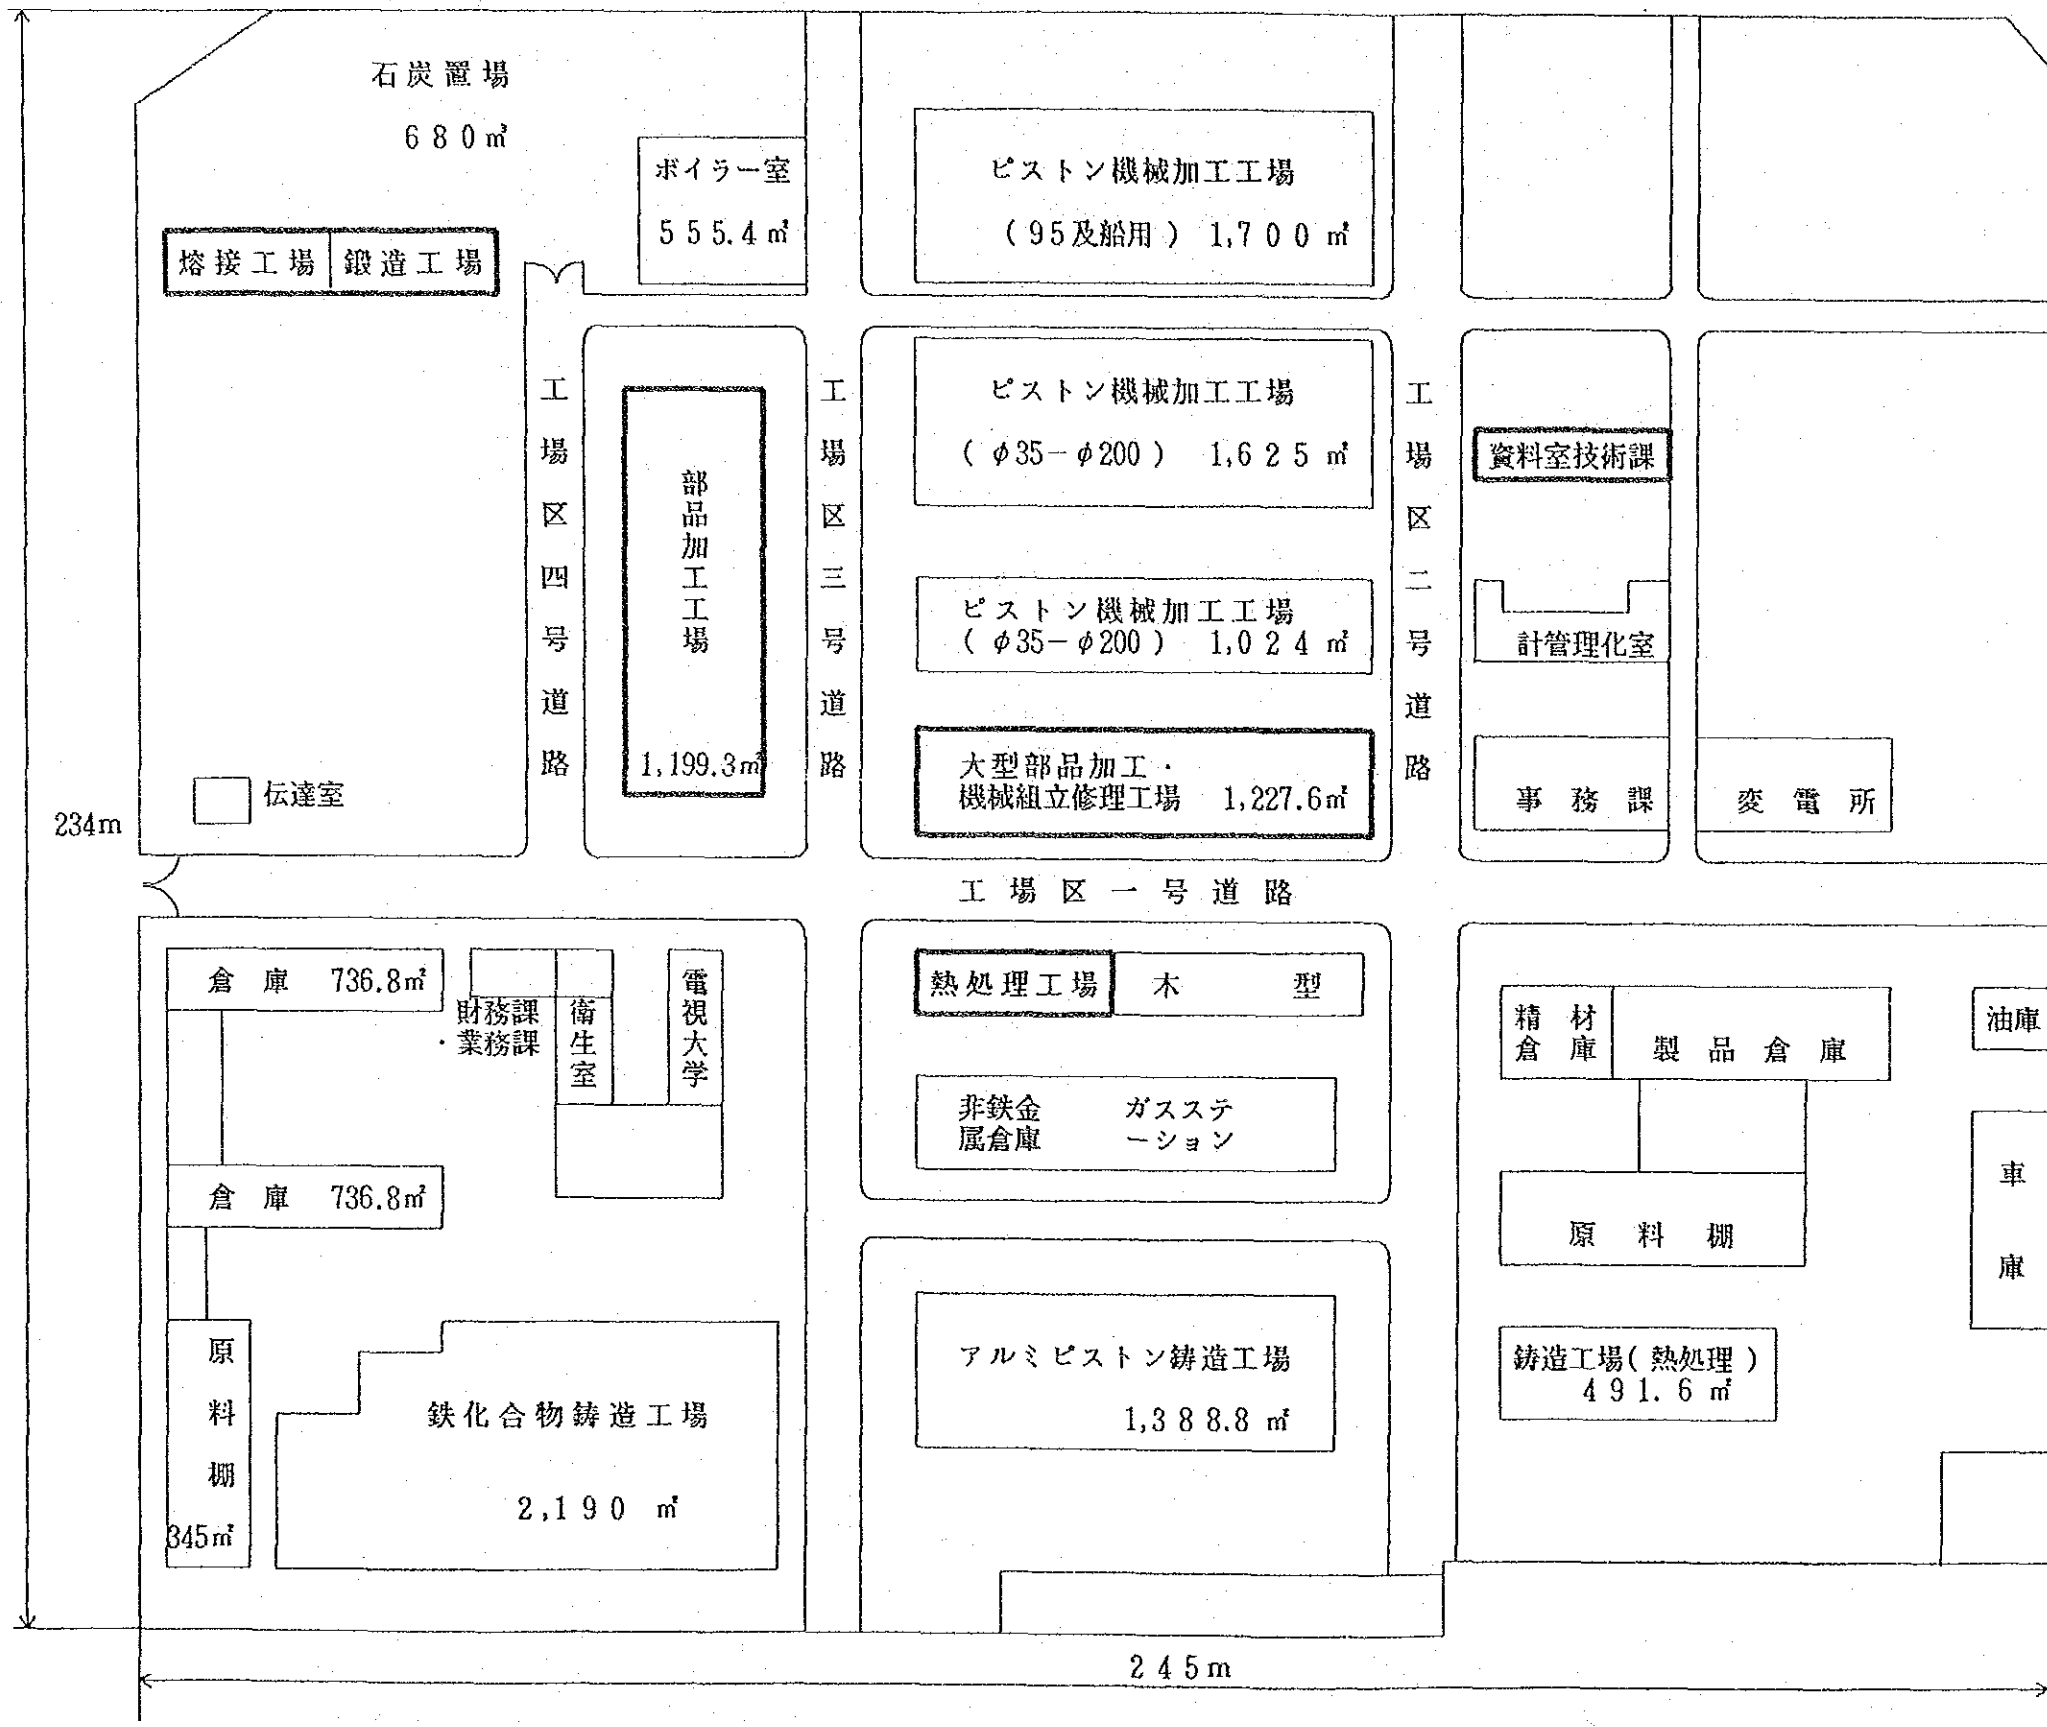 石炭置場
680㎡
ボイラー室
555.4㎡
ピストン機械加工工場
(95及船用) 1,700㎡
熔接工場
鍛造工場
工場区四号道路
部品加工工場
1,199.3㎡
工場区三号道路
ピストン機械加工工場
(φ35-φ200) 1,625㎡
ピストン機械加工工場
(φ35-φ200) 1,024㎡
大型部品加工・
機械組立修理工場 1,227.6㎡
工場区二号道路
資料室技術課
計管理化室
事務課
変電所
伝達室
234m
工場区一号道路
倉庫 736.8㎡
財務課
・業務課
衛生室
電視大学
熱処理工場
木型
精材
倉庫
製品倉庫
油庫
非鉄金
属倉庫
ガスステ
ーション
倉庫 736.8㎡
原料棚
車庫
原料棚
345㎡
鉄化合物鋳造工場
2,190㎡
アルミピストン鋳造工場
1,388.8㎡
鋳造工場(熱処理)
491.6㎡
245m